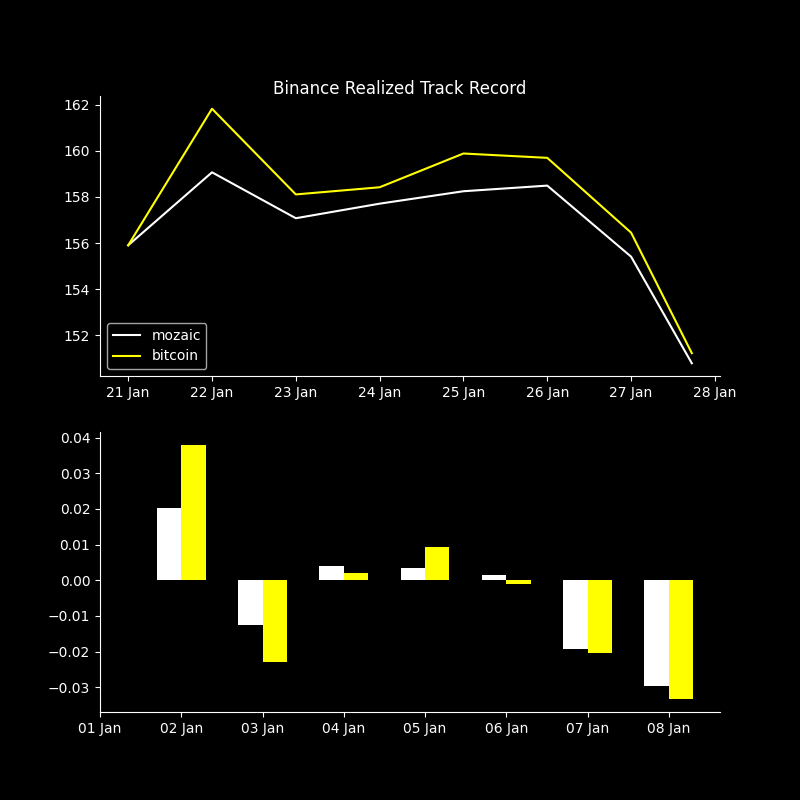 Binance Realized Track Record
162
160
158
156
154
152
mozaic
bitcoin
21 Jan 22 Jan 23 Jan 24 Jan 25 Jan 26 Jan 27 Jan 28 Jan
0.04
0.03
0.02
0.01
0.00
−0.01
−0.02
−0.03
01 Jan 02 Jan 03 Jan 04 Jan 05 Jan 06 Jan 07 Jan 08 Jan